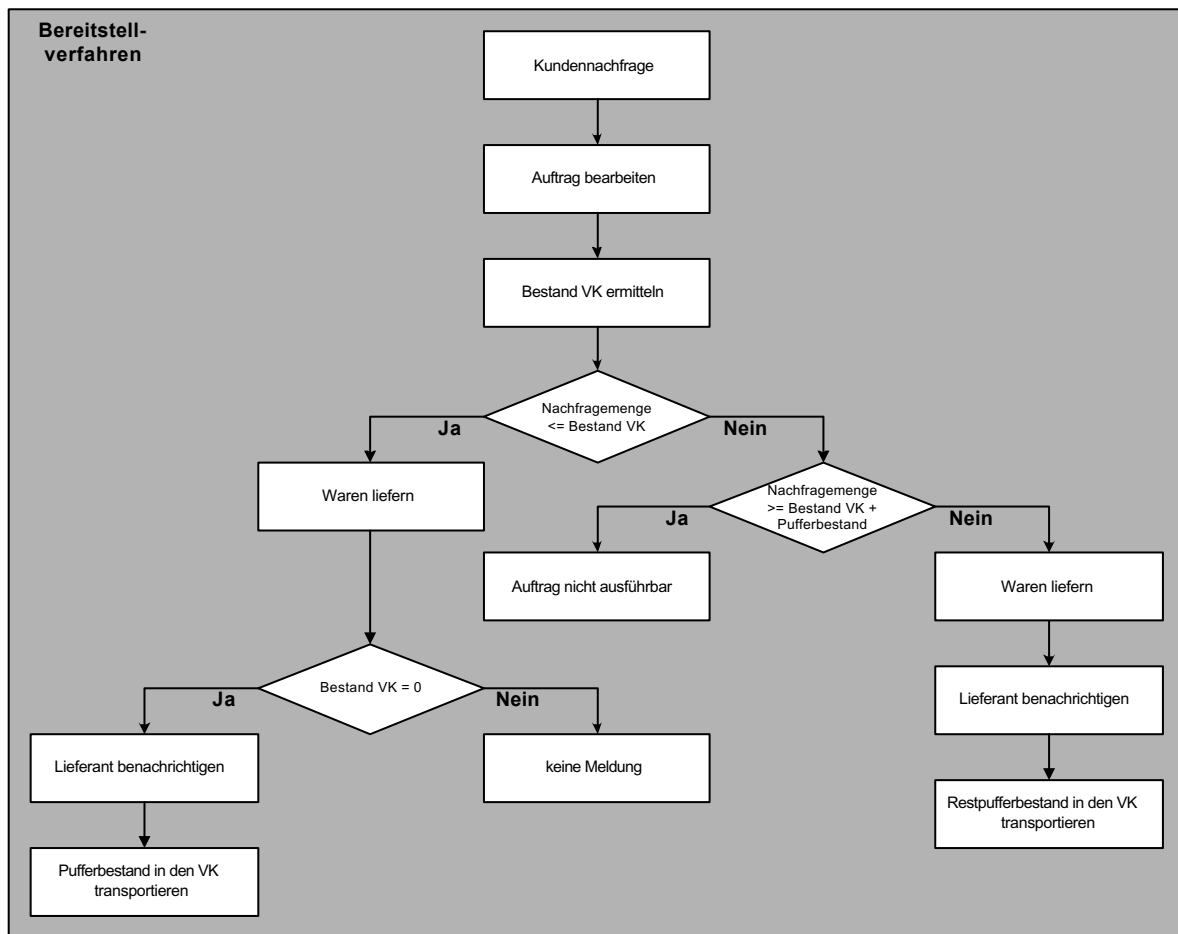 Bereitstell-
verfahren
Kundennachfrage
Auftrag bearbeiten
Bestand VK ermitteln
Nachfragemenge
<= Bestand VK
Ja
Nein
Waren liefern
Nachfragemenge
>= Bestand VK +
Pufferbestand
Ja
Nein
Auftrag nicht ausführbar
Waren liefern
Bestand VK = 0
Ja
Nein
Lieferant benachrichtigen
Lieferant benachrichtigen
keine Meldung
Restpufferbestand in den VK
transportieren
Pufferbestand in den VK
transportieren